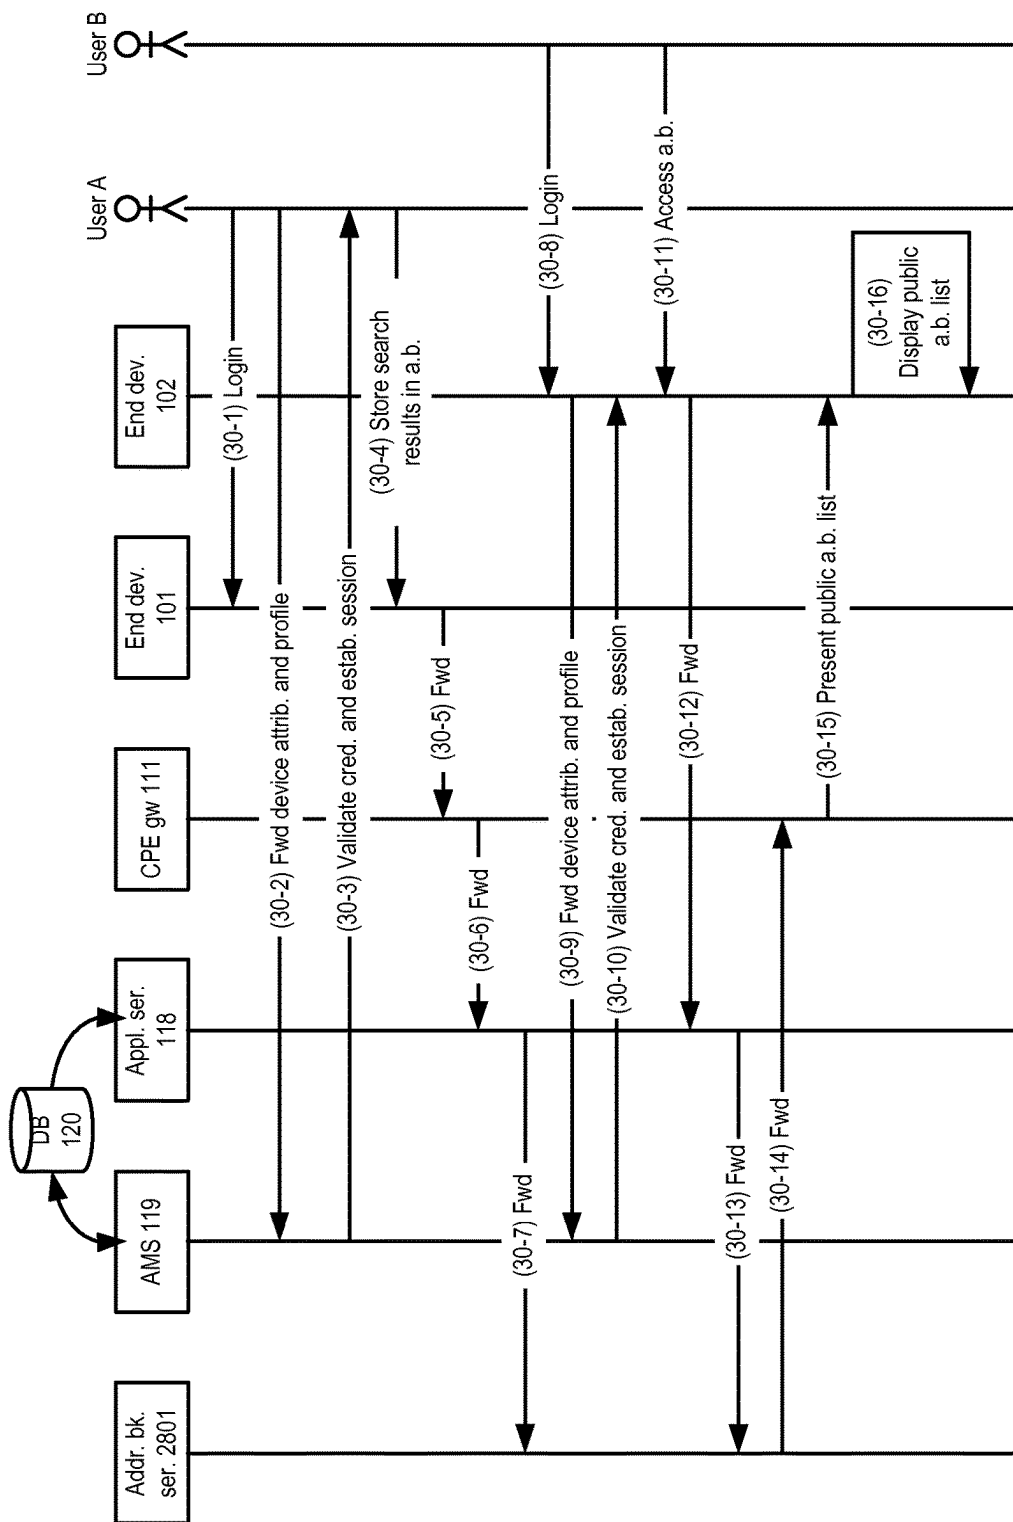 DB
120
Addr. bk.
ser. 2801
AMS 119
Appl. ser.
118
CPE gw 111
End dev.
101
End dev.
102
User A
User B
(30-1) Login
(30-2) Fwd device attrib. and profile
(30-3) Validate cred. and estab. session
(30-4) Store search
results in a.b.
(30-5) Fwd
(30-6) Fwd
(30-7) Fwd
(30-8) Login
(30-9) Fwd device attrib. and profile
(30-10) Validate cred. and estab. session
(30-11) Access a.b.
(30-12) Fwd
(30-13) Fwd
(30-14) Fwd
(30-15) Present public a.b. list
(30-16)
Display public
a.b. list